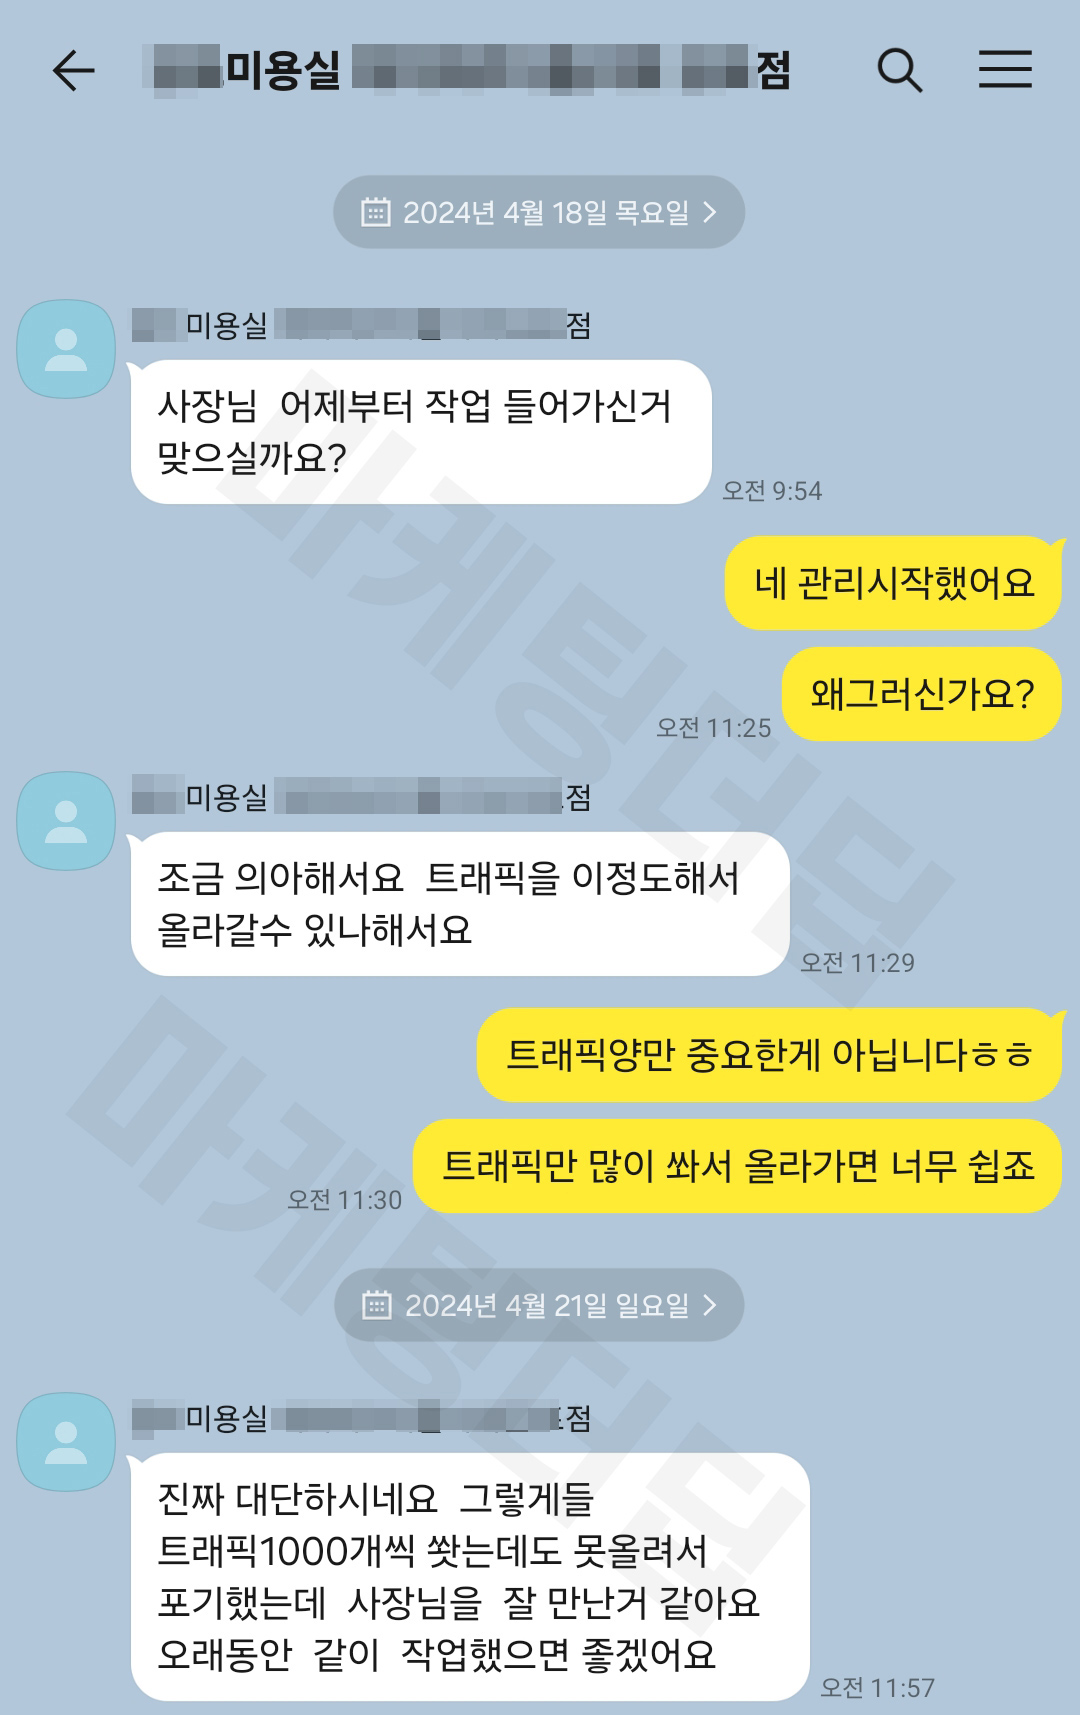 미용실 점
2024년 4월 18일 목요일
미용실 점
사장님 어제부터 작업 들어가신거
맞으실까요?
오전 9:54
네 관리시작했어요
왜그러신가요?
오전 11:25
미용실 점
조금 의아해서요 트래픽을 이정도해서
올라갈수 있나해서요
오전 11:29
트래픽양만 중요한게 아닙니다ㅎㅎ
트래픽만 많이 쏴서 올라가면 너무 쉽죠
오전 11:30
2024년 4월 21일 일요일
미용실 점
진짜 대단하시네요 그렇게들
트래픽1000개씩 쐇는데도 못올려서
포기했는데 사장님을 잘 만난거 같아요
오래동안 같이 작업했으면 좋겠어요
오전 11:57
마케팅더딥
마케팅더딥